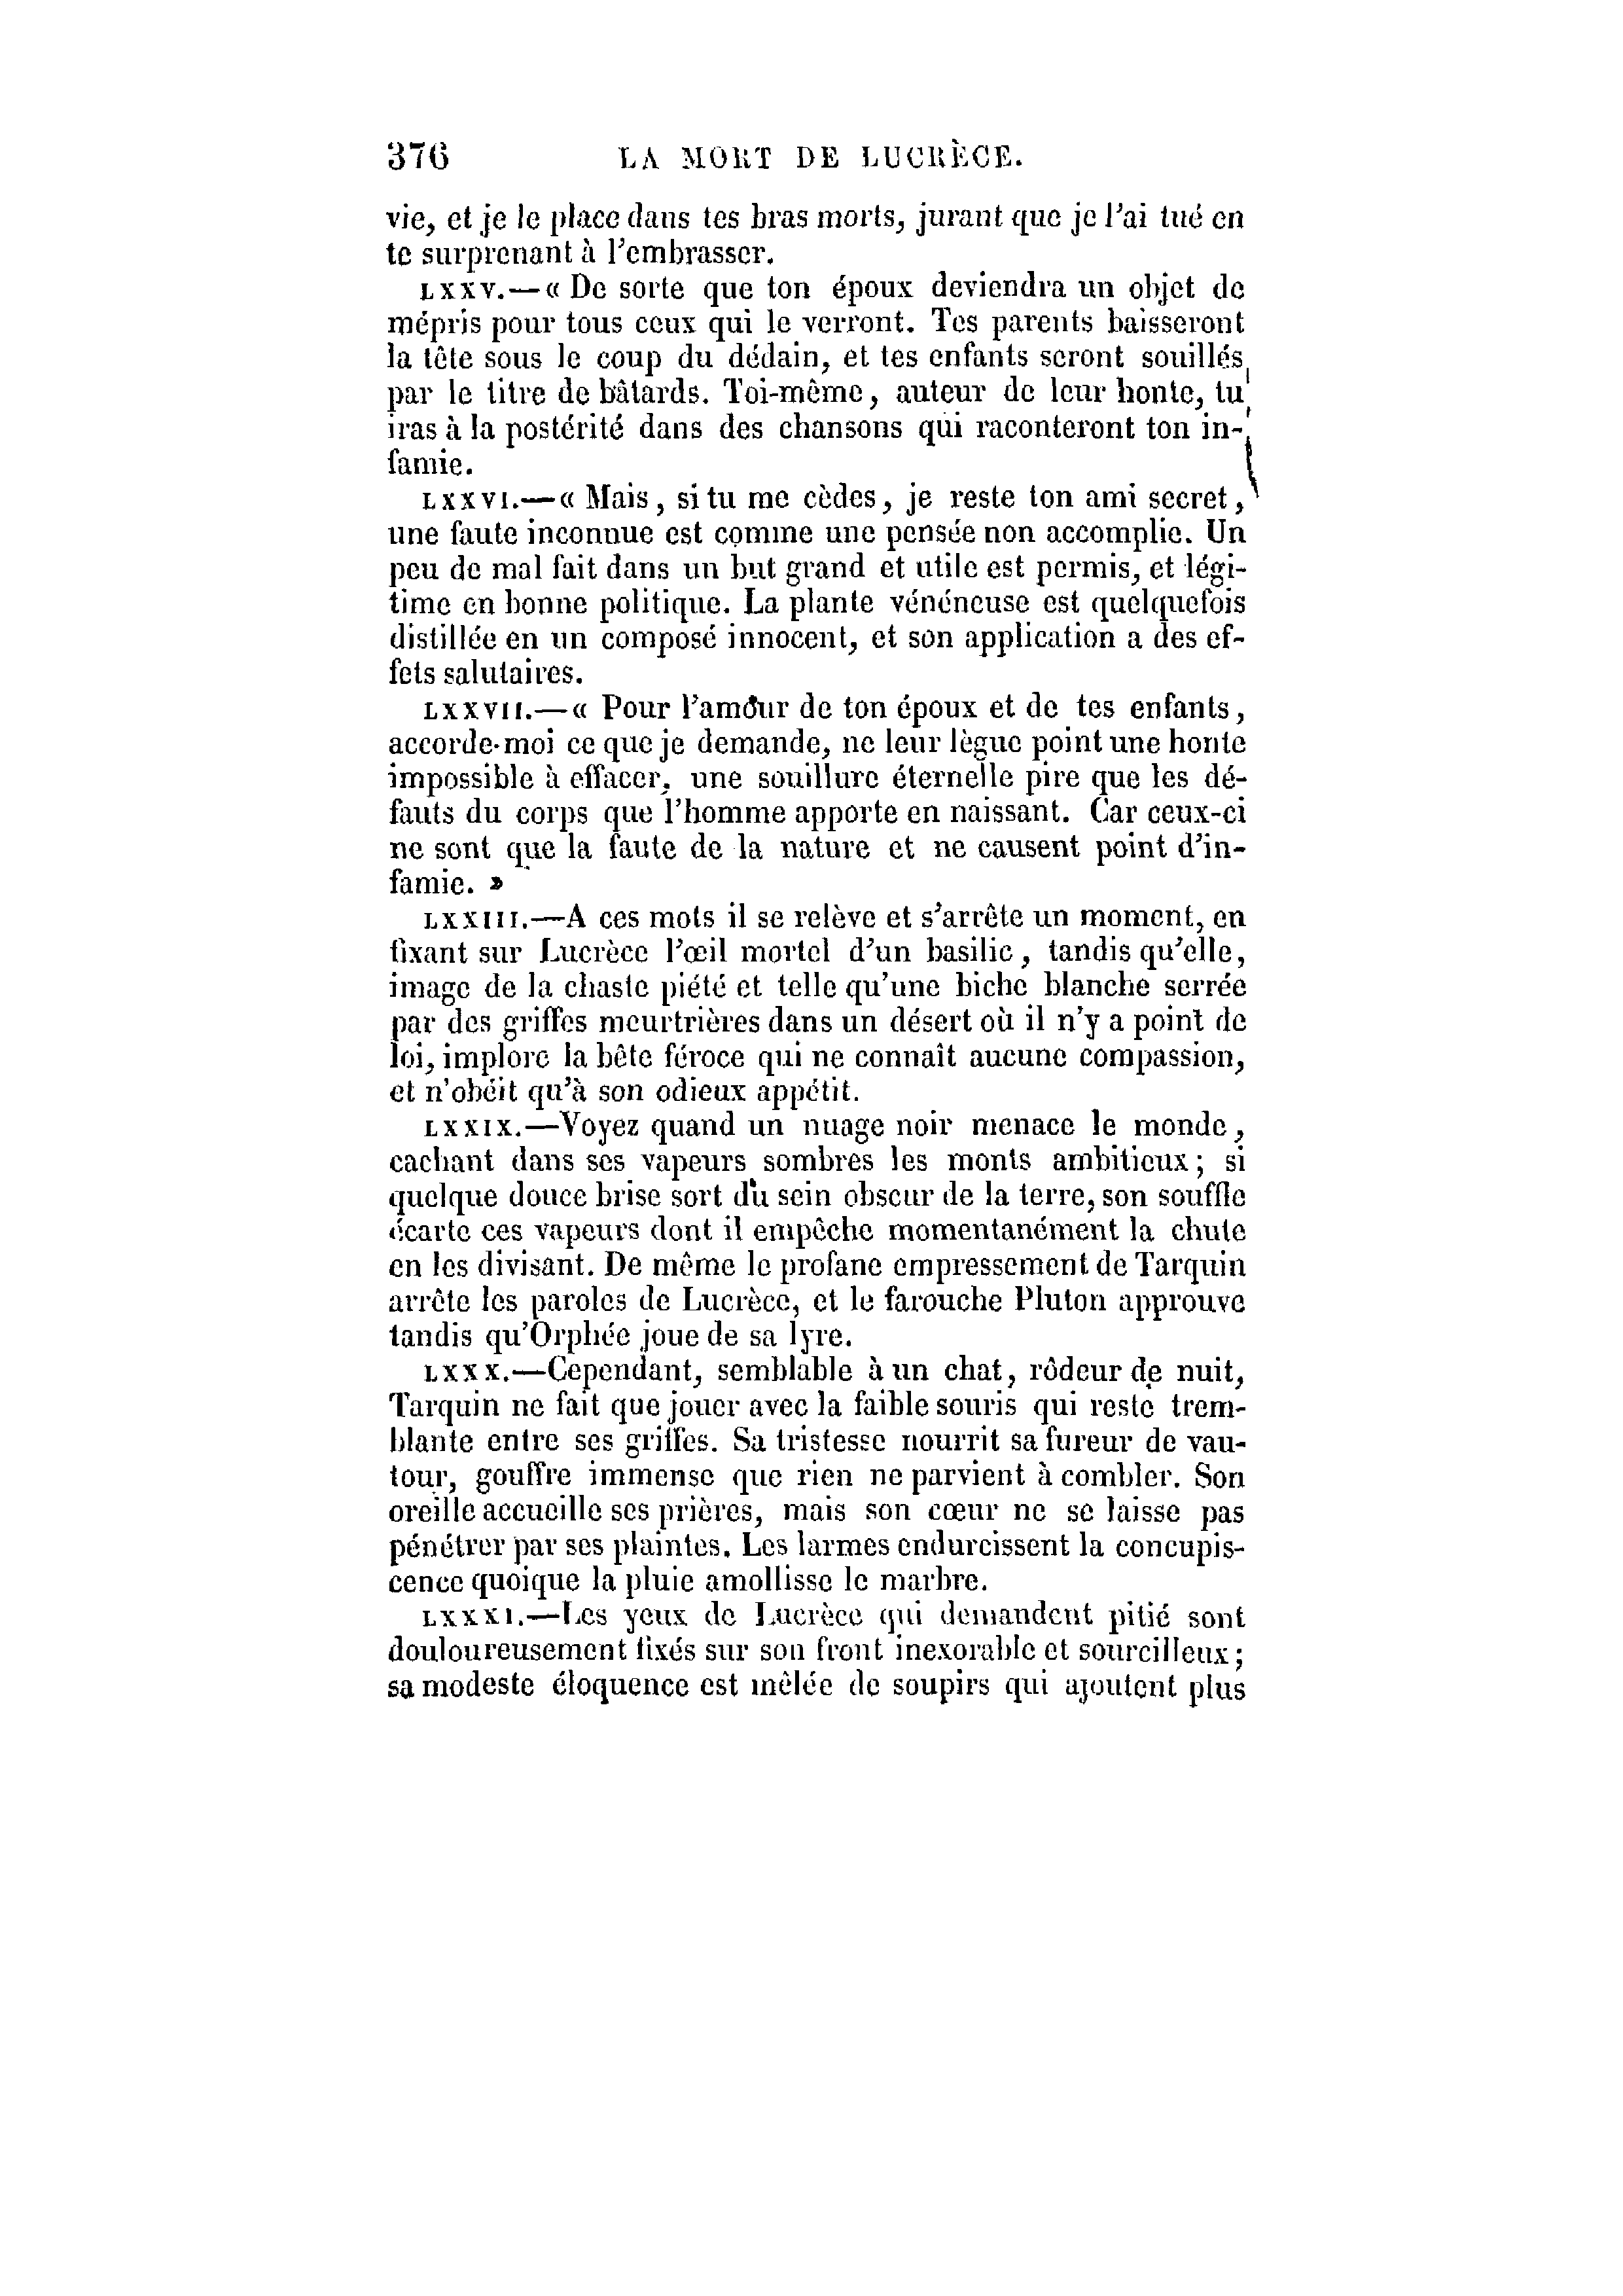 376 LA MORT DE LUCRÈCE.
vie, et je le place dans tes bras morts, jurant que je l'ai tué en
te surprenant à l'embrasser.
LXXV.—« De sorte que ton époux deviendra un objet de
mépris pour tous ceux qui le verront. Tes parents baisseront
la tête sous le coup du dédain, et tes enfants seront souillés
par le titre de bâtards. Toi-même, auteur de leur honte, tu
iras à la postérité dans des chansons qui raconteront ton in-
famie.
LXXVI.—« Mais, si tu me cèdes, je reste ton ami secret,
une faute inconnue est comme une pensée non accomplie. Un
peu de mal fait dans un but grand et utile est permis, et légi-
time en bonne politique. La plante vénéneuse est quelquefois
distillée en un composé innocent, et son application a des ef-
fets salutaires.
LXXVII.—« Pour l'amour de ton époux et de tes enfants,
accorde-moi ce que je demande, ne leur lègue point une honte
impossible à effacer, une souillure éternelle pire que les dé-
fauts du corps que l'homme apporte en naissant. Car ceux-ci
ne sont que la faute de la nature et ne causent point d'in-
famie. »
LXXIII.—A ces mots il se relève et s'arrête un moment, en
fixant sur Lucrèce l'œil mortel d'un basilic, tandis qu'elle,
image de la chaste piété et telle qu'une biche blanche serrée
par des griffes meurtrières dans un désert où il n'y a point de
loi, implore la bête féroce qui ne connaît aucune compassion,
et n'obéit qu'à son odieux appétit.
LXXIX.—Voyez quand un nuage noir menace le monde,
cachant dans ses vapeurs sombres les monts ambitieux; si
quelque douce brise sort du sein obscur de la terre, son souffle
écarte ces vapeurs dont il empêche momentanément la chute
en les divisant. De même le profane empressement de Tarquin
arrête les paroles de Lucrèce, et le farouche Pluton approuve
tandis qu'Orphée joue de sa lyre.
LXXX.—Cependant, semblable à un chat, rôdeur de nuit,
Tarquin ne fait que jouer avec la faible souris qui reste trem-
blante entre ses griffes. Sa tristesse nourrit sa fureur de vau-
tour, gouffre immense que rien ne parvient à combler. Son
oreille accueille ses prières, mais son cœur ne se laisse pas
pénétrer par ses plaintes. Les larmes endurcissent la concupis-
cence quoique la pluie amollisse le marbre.
LXXXI.—Les yeux de Lucrèce qui demandent pitié sont
douloureusement fixés sur son front inexorable et sourcilleux;
sa modeste éloquence est mêlée de soupirs qui ajoutent plus